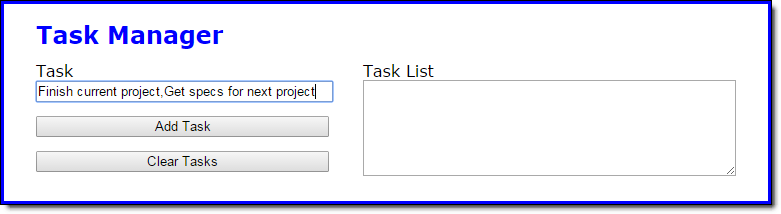 Task Manager
Task
Finish current project,Get specs for next project
Add Task
Clear Tasks
Task List